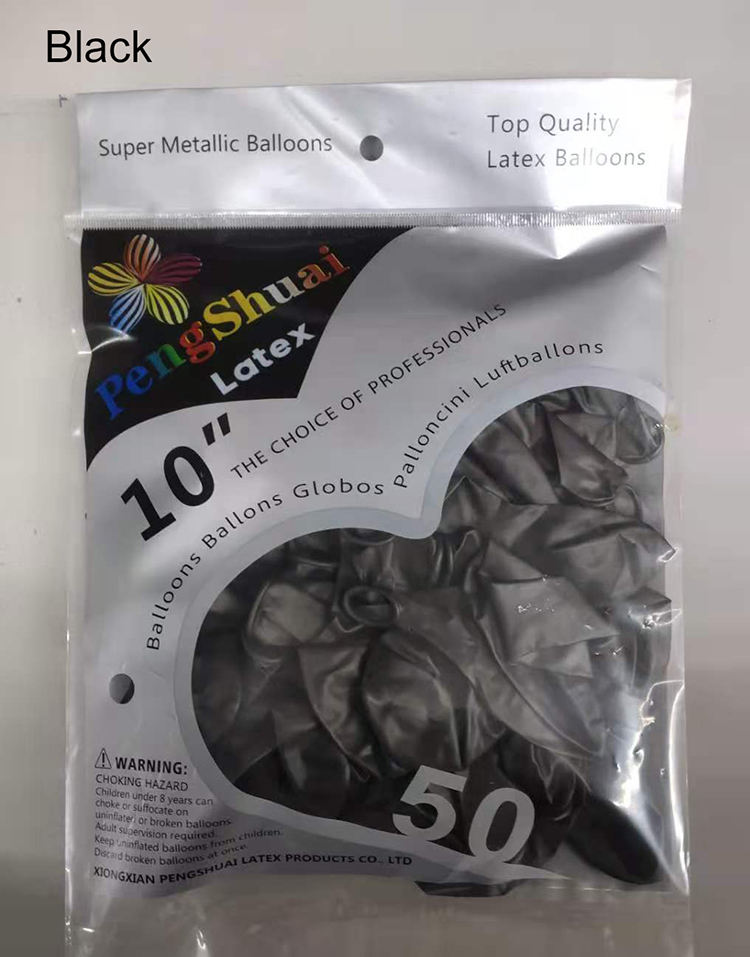 Black
Super Metallic Balloons
Top Quality
Latex Balloons
PengShuai
Latex
10"
THE CHOICE OF PROFESSIONALS
Balloons Ballons Globos Palloncini Luftballons
WARNING:
CHOKING HAZARD
Children under 8 years can
choke or suffocate on
uninflated or broken balloons.
Adult supervision required.
Keep uninflated balloons from children.
Discard broken balloons at once.
XIONGXIAN PENGSHUAI LATEX PRODUCTS CO., LTD
50